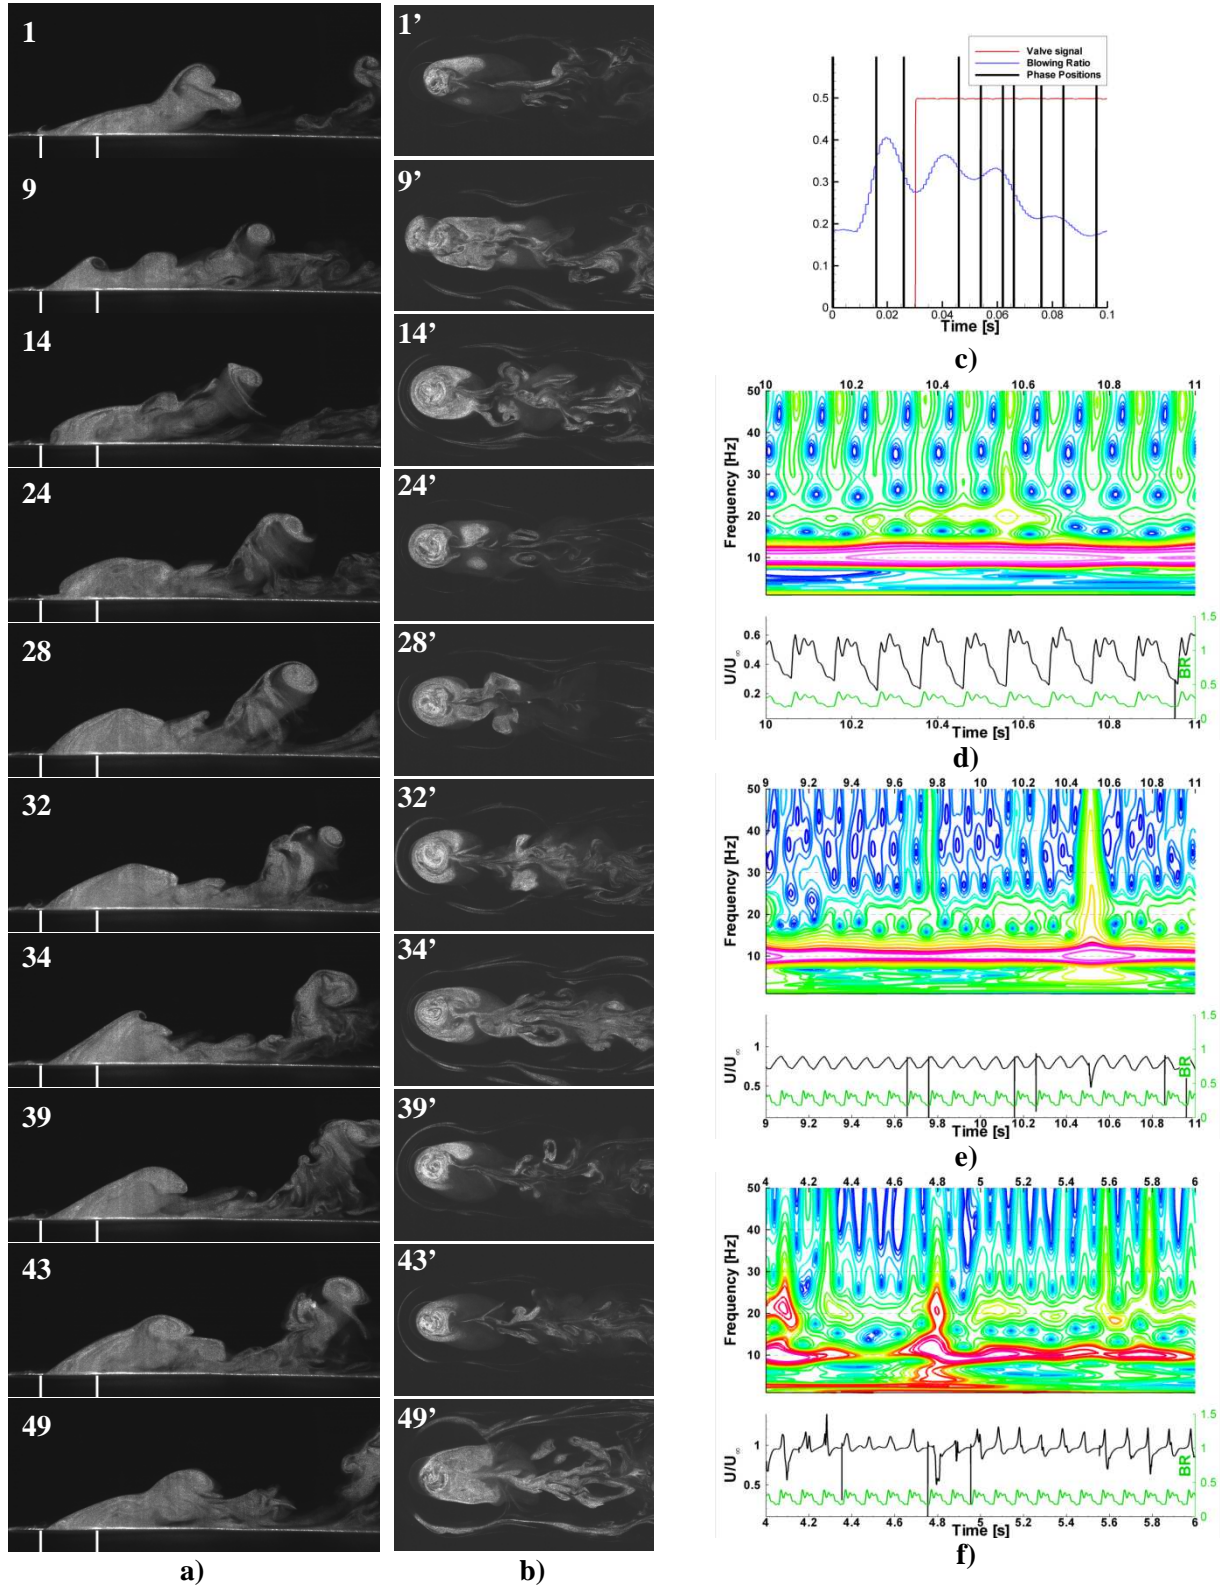 1
9
14
24
28
32
34
39
43
49
a)
1’
9’
14’
24’
28’
32’
34’
39’
43’
49’
b)
Valve signal
Blowing Ratio
Phase Positions
0.5
0.4
0.3
0.2
0.1
0
0 0.02 0.04 0.06 0.08 0.1
Time [s]
c)
10 10.2 10.4 10.6 10.8 11
50
40
30
20
10
Frequency [Hz]
0.6
0.4
0.2
U/U∞
1.5
1
0.5
0
BR
10 10.2 10.4 10.6 10.8 11
Time [s]
d)
9 9.2 9.4 9.6 9.8 10 10.2 10.4 10.6 10.8 11
50
40
30
20
10
Frequency [Hz]
1
0.5
U/U∞
1.5
1
0.5
0
BR
9 9.2 9.4 9.6 9.8 10 10.2 10.4 10.6 10.8 11
Time [s]
e)
4 4.2 4.4 4.6 4.8 5 5.2 5.4 5.6 5.8 6
50
40
30
20
10
Frequency [Hz]
1
0.5
U/U∞
1.5
1
0.5
0
BR
4 4.2 4.4 4.6 4.8 5 5.2 5.4 5.6 5.8 6
Time [s]
f)